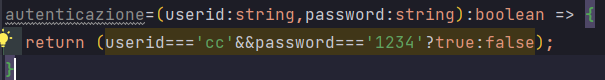 autenticazione=(userid:string,password:string):boolean => {
return (userid==='cc'&&password==='1234'?true:false);
}